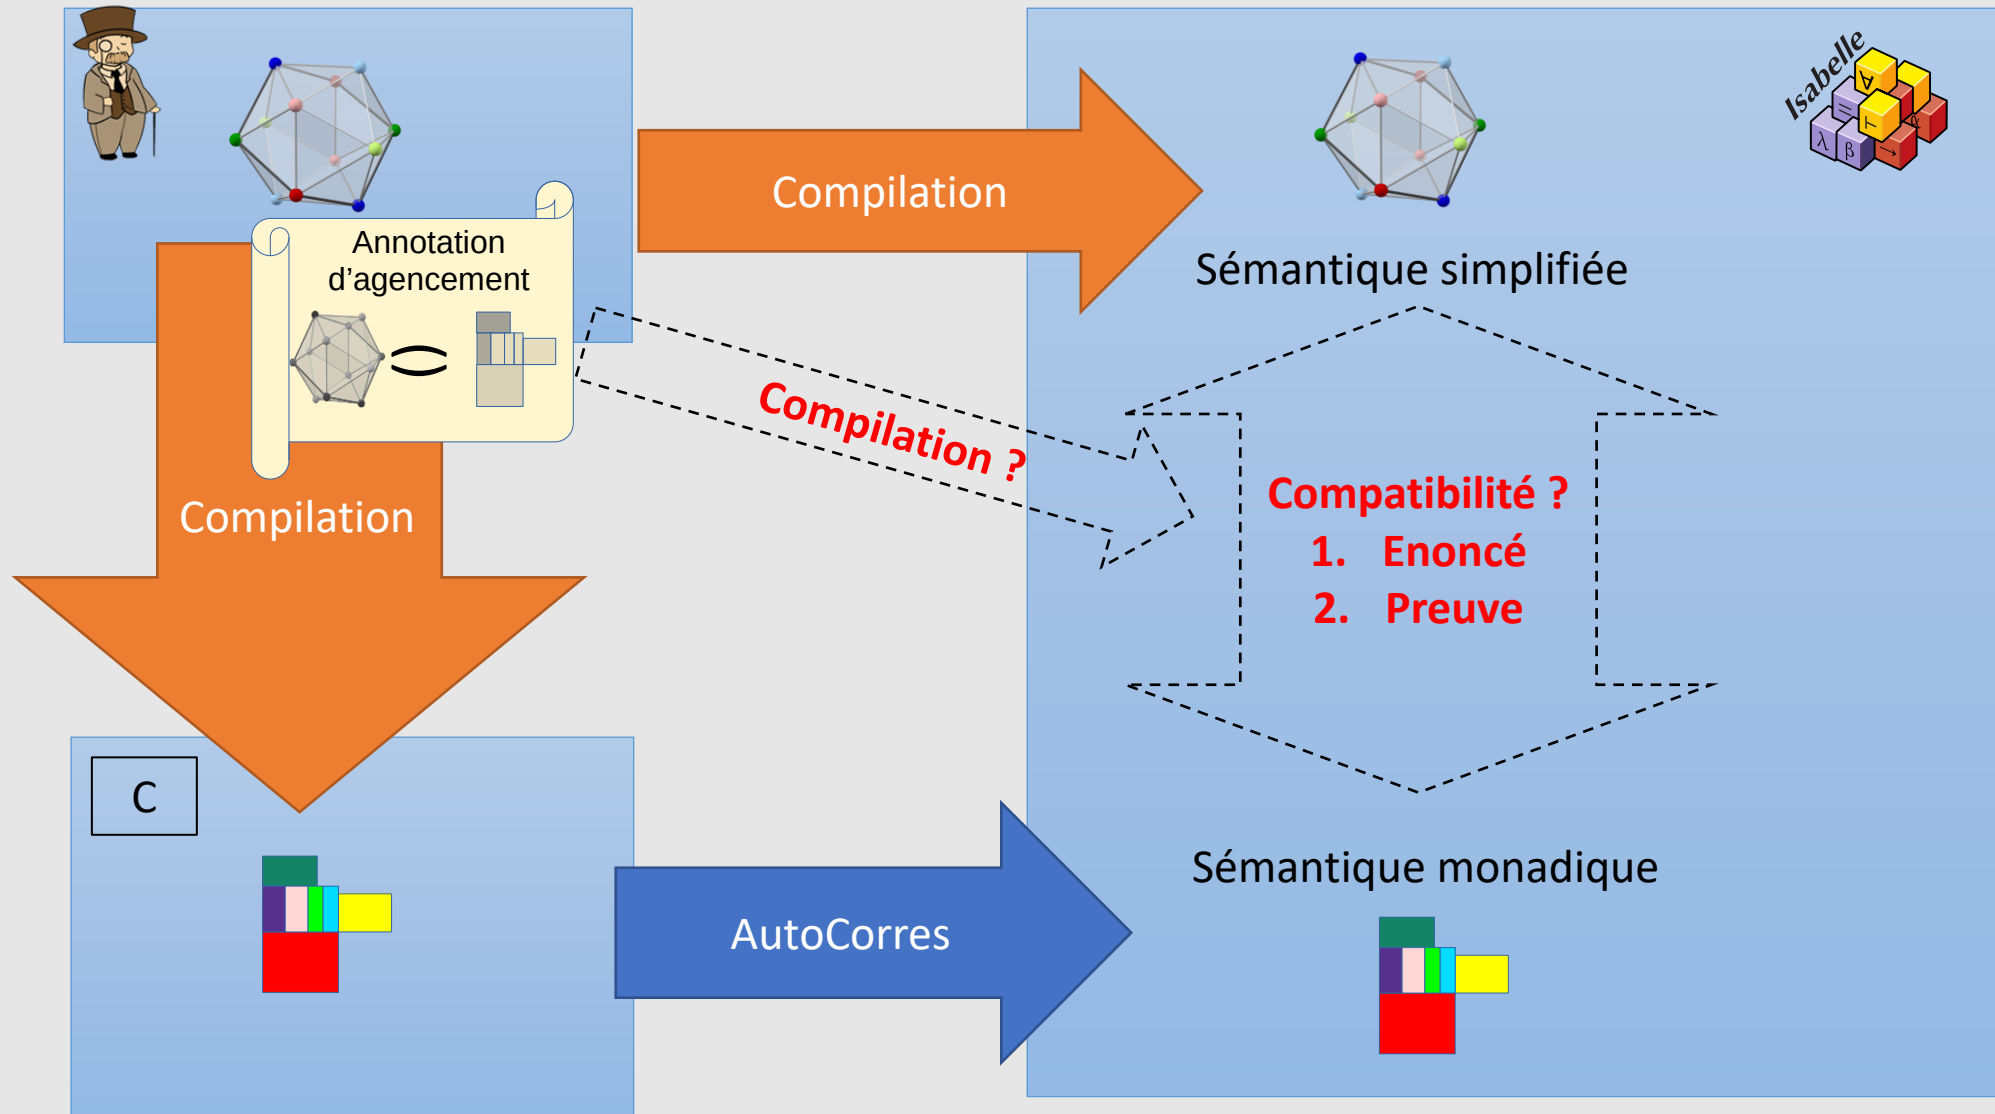 Isabelle
∀
=
α
λ
β
→
Compilation
Annotation
d’agencement
Sémantique simplifiée
Compilation ?
Compatibilité ?
1. Enoncé
2. Preuve
Compilation
C
AutoCorres
Sémantique monadique